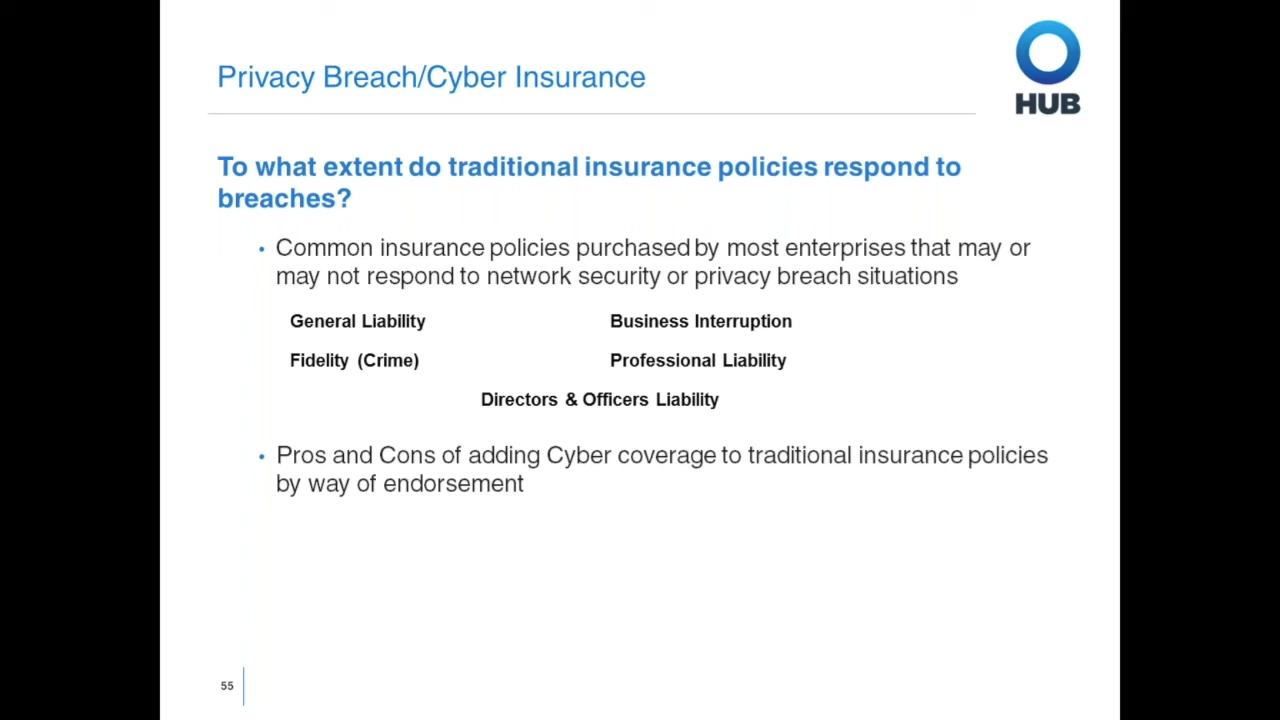 Privacy Breach/Cyber Insurance
HUB
To what extent do traditional insurance policies respond to
breaches?
• Common insurance policies purchased by most enterprises that may or
may not respond to network security or privacy breach situations
General Liability
Business Interruption
Fidelity (Crime)
Professional Liability
Directors & Officers Liability
• Pros and Cons of adding Cyber coverage to traditional insurance policies
by way of endorsement
55